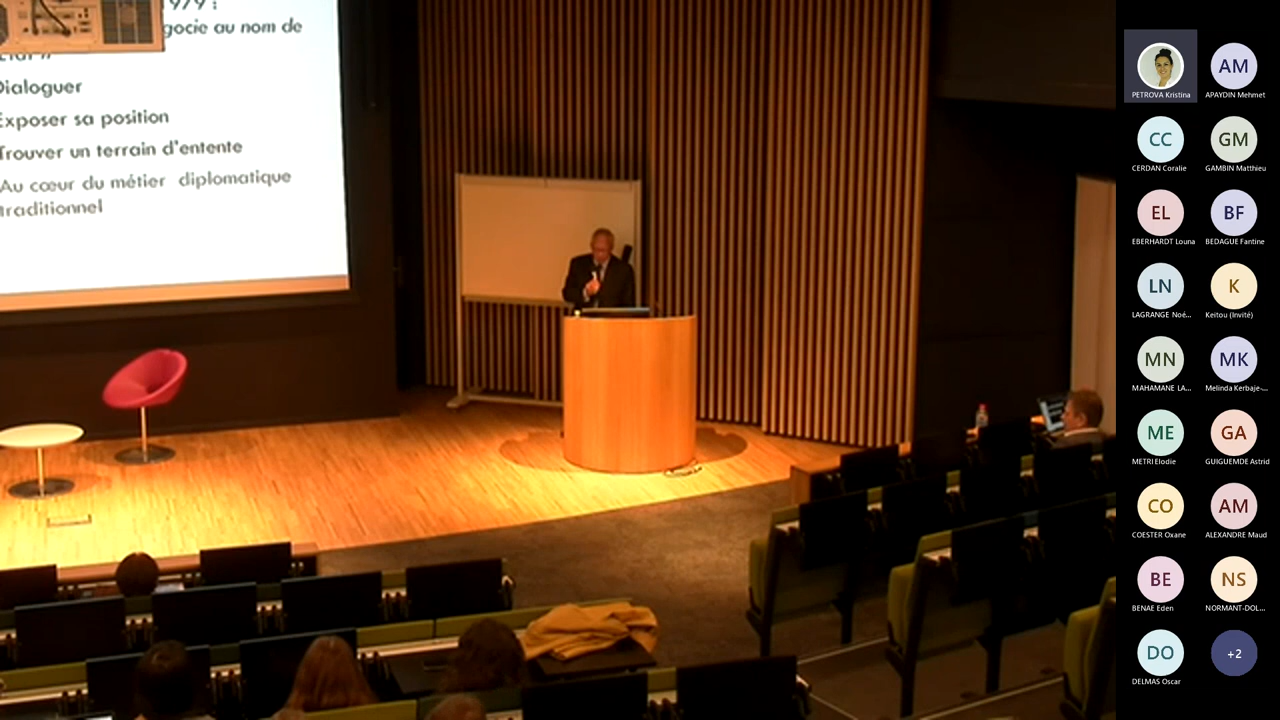 1979 :
gocie au nom de
Dialoguer
Exposer sa position
Trouver un terrain d'entente
Au cœur du métier diplomatique
traditionnel
PETROVA Kristina
AM
APAYDIN Mehmet
CC
CERDAN Coralie
GM
GAMBIN Matthieu
EL
EBERHARDT Louna
BF
BEDAGUE Fantine
LN
LAGRANGE Noé...
K
Keitou (Invité)
MN
MAHAMANE LA...
MK
Melinda Kerbaje-...
ME
METRI Elodie
GA
GUIGUEMDE Astrid
CO
COESTER Oxane
AM
ALEXANDRE Maud
BE
BENAE Eden
NS
NORMANT-DOL...
DO
DELMAS Oscar
+2